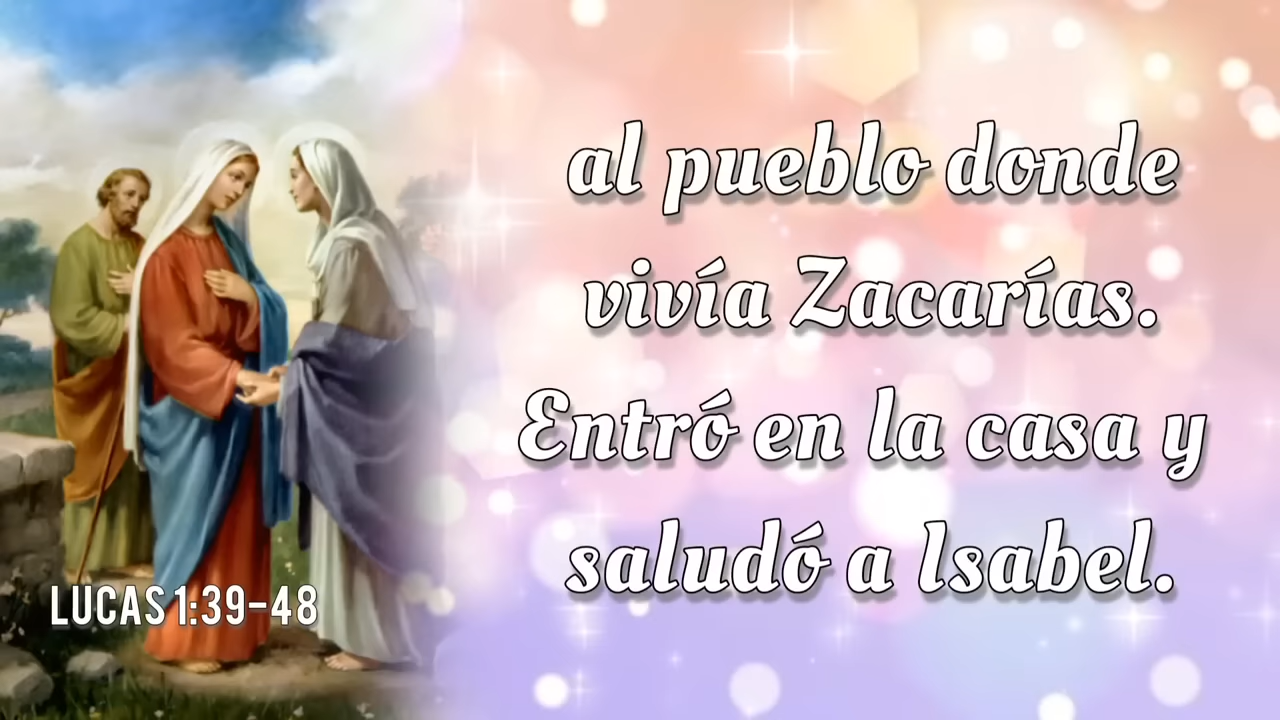 al pueblo donde
vivía Zacarías.
Entró en la casa y
saludó a Isabel.
LUCAS 1:39-48